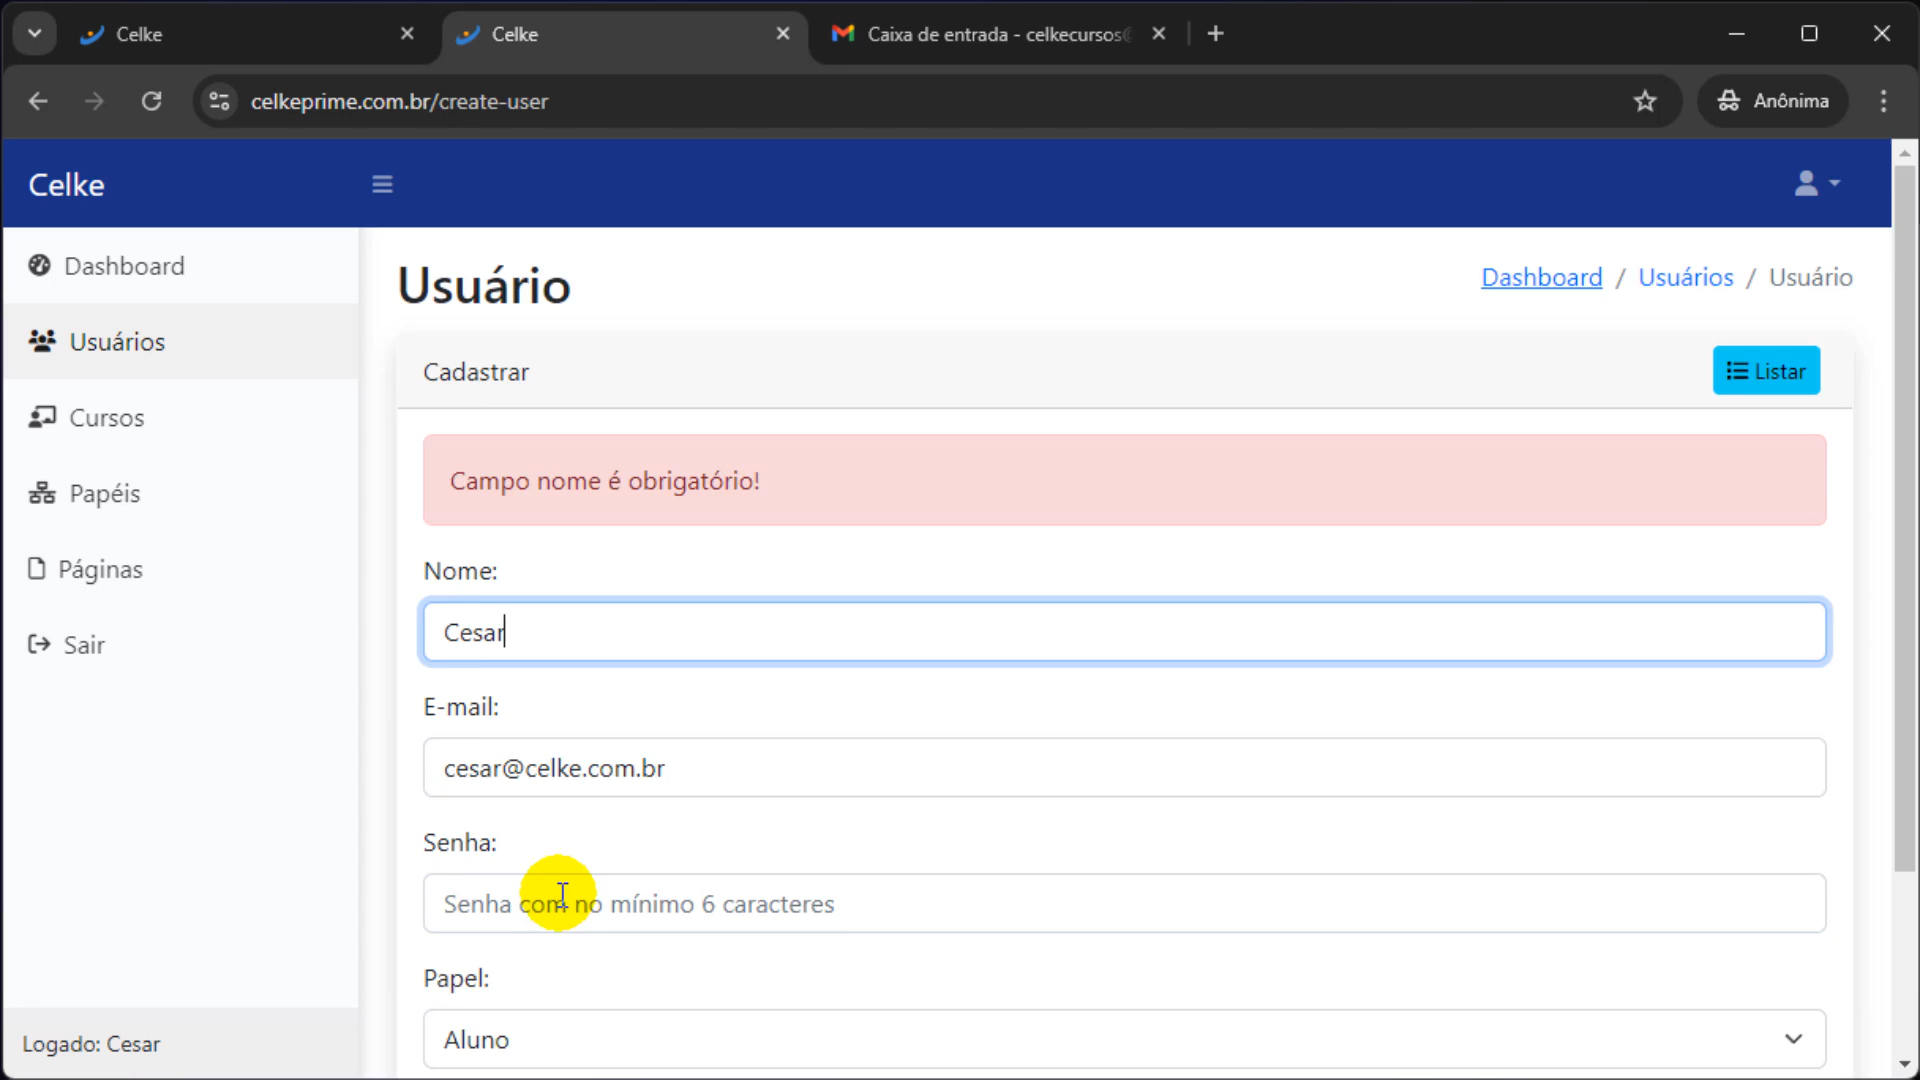 Celke
Celke
Caixa de entrada - celkecursos@
celkeprime.com.br/create-user
Anônima
Celke
Dashboard
Usuários
Cursos
Papéis
Páginas
Sair
Logado: Cesar
Usuário
Dashboard / Usuários / Usuário
Cadastrar
Listar
Campo nome é obrigatório!
Nome:
Cesar
E-mail:
cesar@celke.com.br
Senha:
Senha com no mínimo 6 caracteres
Papel:
Aluno